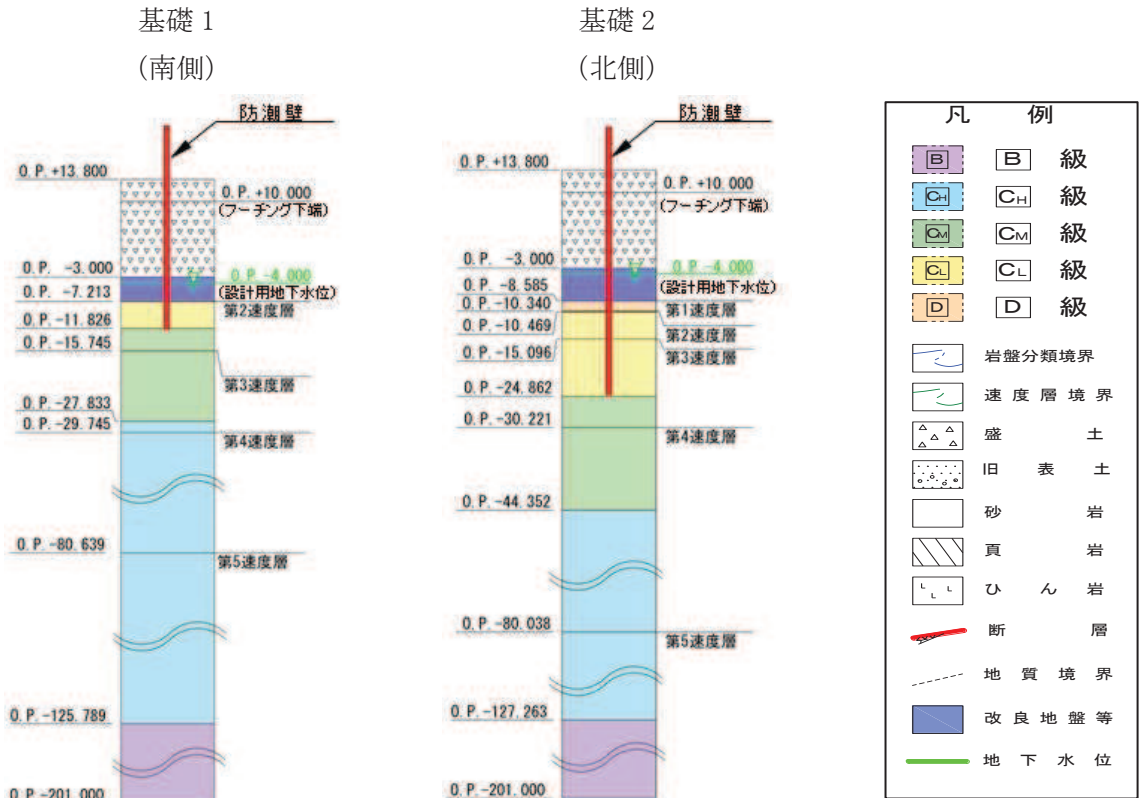 基礎1
(南側)
防潮壁
O.P.+13.800
O.P.+10.000
(フーチング下端)
O.P. -3.000
O.P.-4.000
(設計用地下水位)
O.P. -7.213
第2速度層
O.P.-11.826
O.P.-15.745
第3速度層
O.P.-27.833
O.P.-29.745
第4速度層
O.P.-80.639
第5速度層
O.P.-125.789
O.P.-201.000
基礎2
(北側)
防潮壁
O.P.+13.800
O.P.+10.000
(フーチング下端)
O.P. -3.000
O.P.-4.000
(設計用地下水位)
O.P. -8.585
O.P.-10.340
第1速度層
O.P.-10.469
第2速度層
O.P.-15.096
第3速度層
O.P.-24.862
O.P.-30.221
第4速度層
O.P.-44.352
O.P.-80.038
第5速度層
O.P.-127.263
O.P.-201.000
凡例
B B 級
CH CH 級
CM CM 級
CL CL 級
D D 級
岩盤分類境界
速度層境界
盛土
旧表土
砂岩
頁岩
ひん岩
断層
地質境界
改良地盤等
地下水位